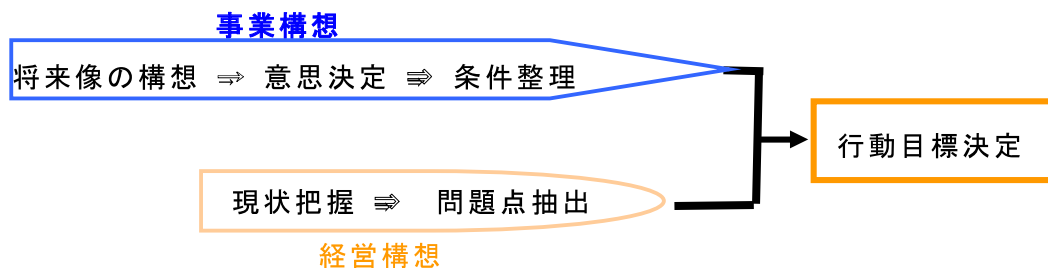 事業構想
将来像の構想 ⇒ 意思決定 ⇛ 条件整理
行動目標決定
現状把握 ⇛ 問題点抽出
経営構想